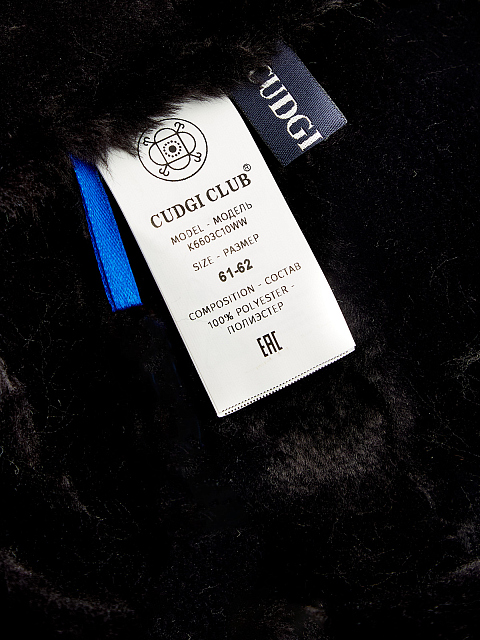 CUDGI
CUDGI CLUB®
MODEL - МОДЕЛЬ
K6603C10WW
SIZE - РАЗМЕР
61-62
COMPOSITION - СОСТАВ
100% POLYESTER -
ПОЛИЭСТЕР
EAC